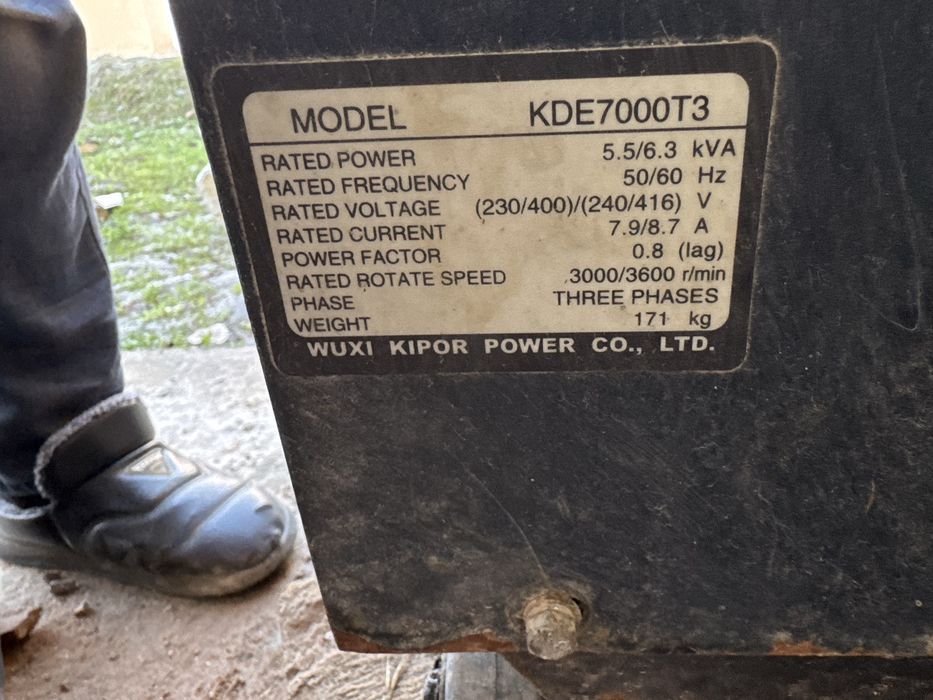 MODEL KDE7000T3
RATED POWER 5.5/6.3 kVA
RATED FREQUENCY 50/60 Hz
RATED VOLTAGE (230/400)/(240/416) V
RATED CURRENT 7.9/8.7 A
POWER FACTOR 0.8 (lag)
RATED ROTATE SPEED 3000/3600 r/min
PHASE THREE PHASES
WEIGHT 171 kg
WUXI KIPOR POWER CO., LTD.